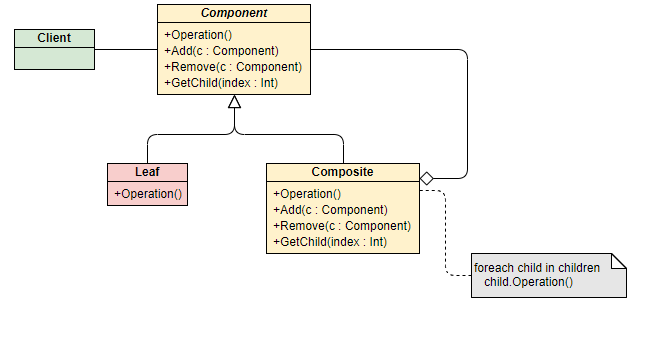 Component
Client
+Operation()
+Add(c : Component)
+Remove(c : Component)
+GetChild(index : Int)
Leaf
+Operation()
Composite
+Operation()
+Add(c : Component)
+Remove(c : Component)
+GetChild(index : Int)
foreach child in children
child.Operation()